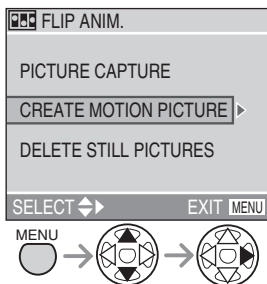 FLIP ANIM.
PICTURE CAPTURE
CREATE MOTION PICTURE
DELETE STILL PICTURES
SELECT EXIT MENU
MENU